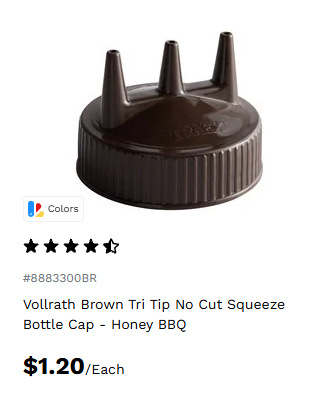 Colors
#8883300BR
Vollrath Brown Tri Tip No Cut Squeeze
Bottle Cap - Honey BBQ
$1.20/Each